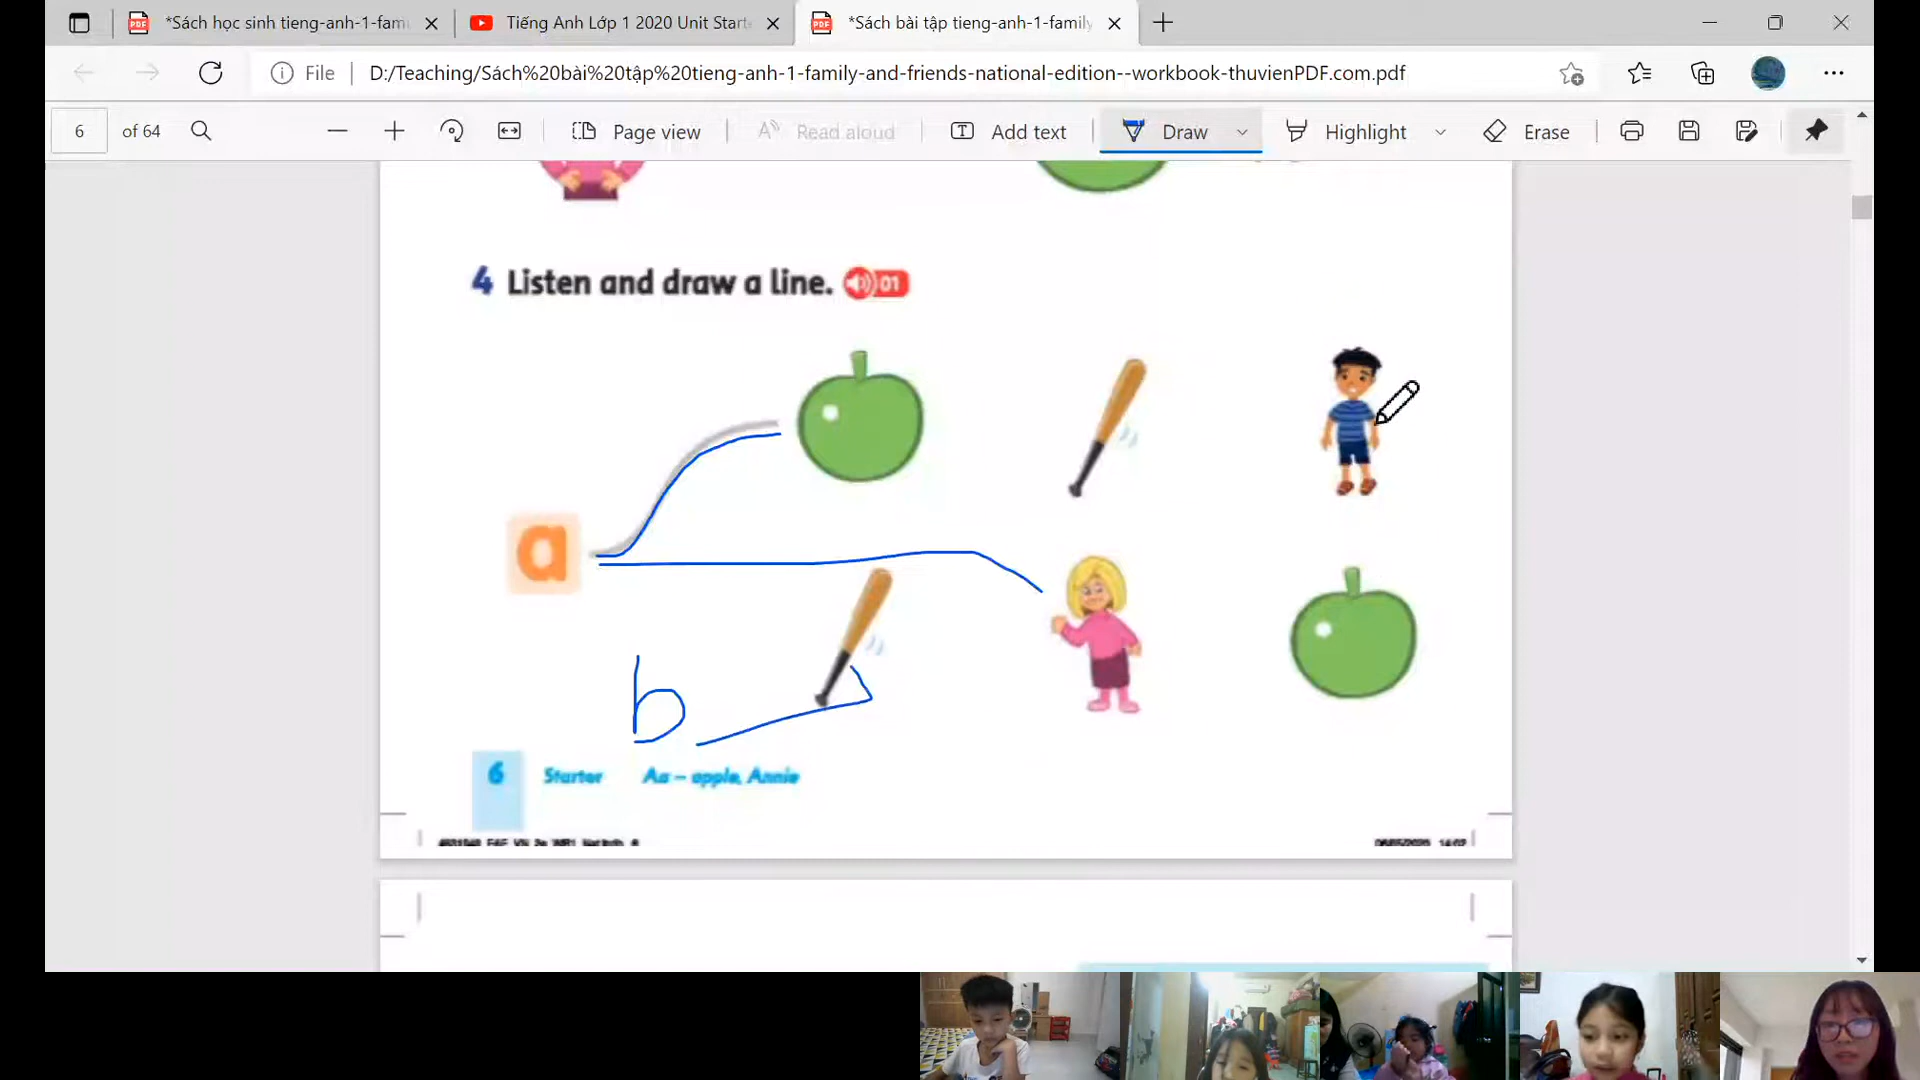 *Sách học sinh tieng-anh-1-fam
Tiếng Anh Lớp 1 2020 Unit Start
*Sách bài tập tieng-anh-1-family
File
D:/Teaching/Sách%20bài%20tập%20tieng-anh-1-family-and-friends-national-edition--workbook-thuvienPDF.com.pdf
6 of 64
Page view
Read aloud
Add text
Draw
Highlight
Erase
4 Listen and draw a line. 01
a
b
6 Starter Aa – apple, Annie